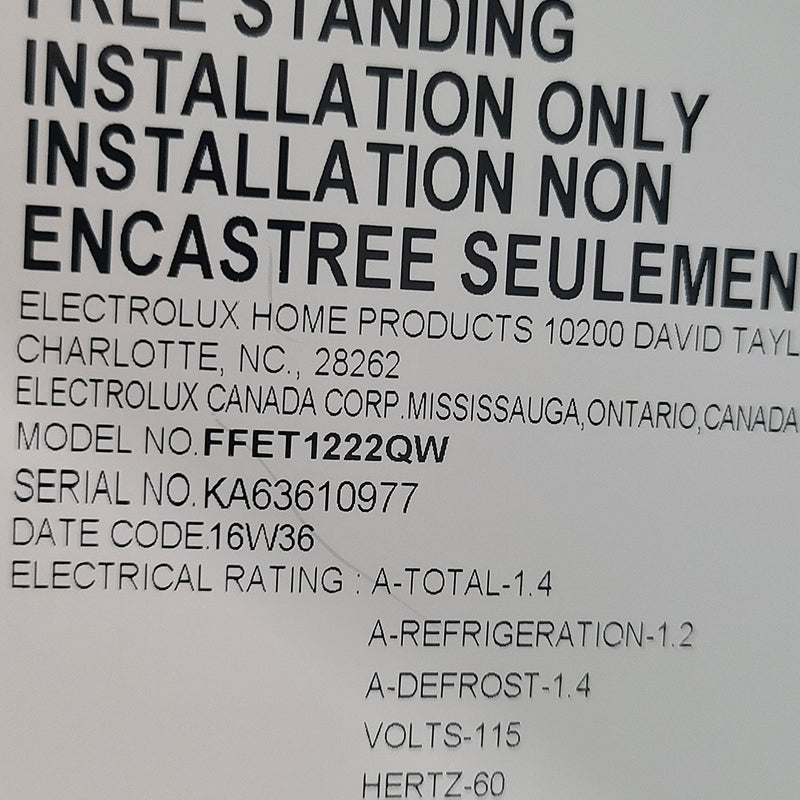 FREE STANDING
INSTALLATION ONLY
INSTALLATION NON
ENCASTREE SEULEMEN
ELECTROLUX HOME PRODUCTS 10200 DAVID TAYL
CHARLOTTE, NC., 28262
ELECTROLUX CANADA CORP.MISSISSAUGA,ONTARIO,CANADA
MODEL NO.FFET1222QW
SERIAL NO.KA63610977
DATE CODE.16W36
ELECTRICAL RATING : A-TOTAL-1.4
A-REFRIGERATION-1.2
A-DEFROST-1.4
VOLTS-115
HERTZ-60